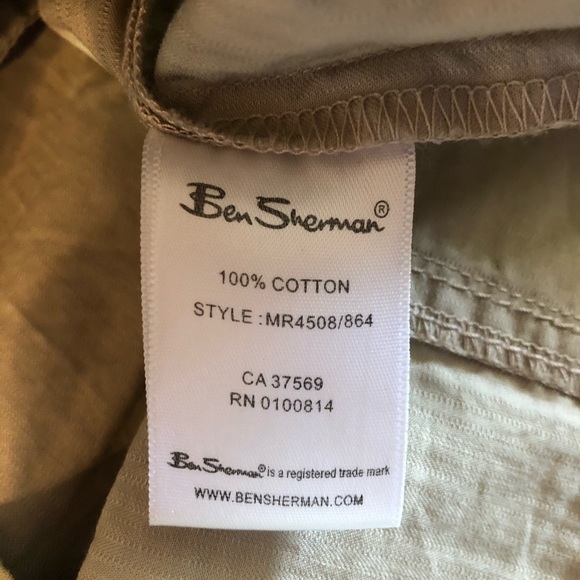 Ben Sherman®
100% COTTON
STYLE :MR4508/864
CA 37569
RN 0100814
Ben Sherman® is a registered trade mark
WWW.BENSHERMAN.COM